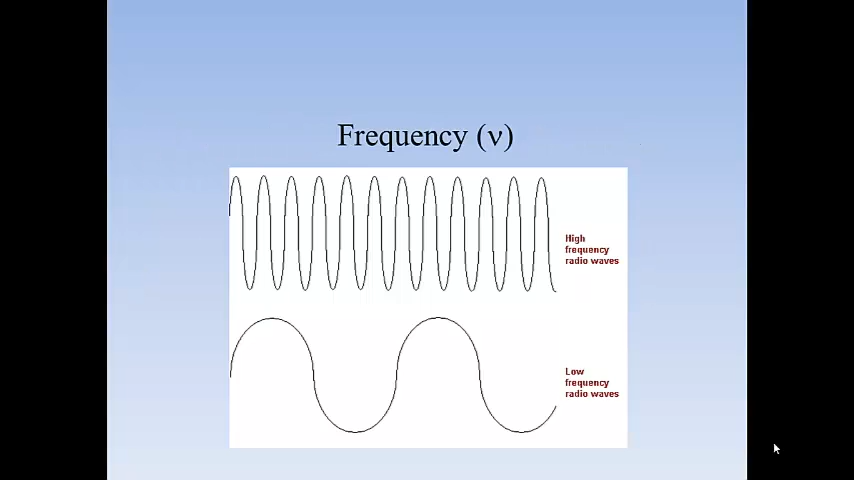 Frequency (ν)
High
frequency
radio waves
Low
frequency
radio waves